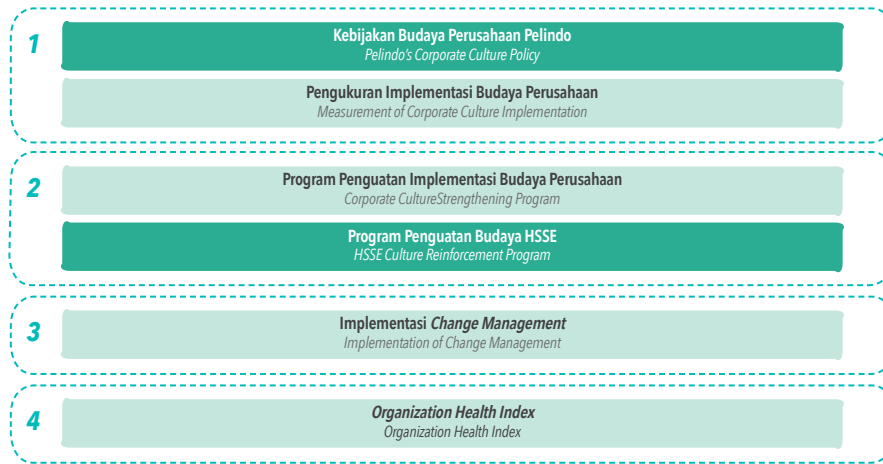 1
Kebijakan Budaya Perusahaan Pelindo
Pelindo's Corporate Culture Policy
Pengukuran Implementasi Budaya Perusahaan
Measurement of Corporate Culture Implementation
2
Program Penguatan Implementasi Budaya Perusahaan
Corporate CultureStrengthening Program
Program Penguatan Budaya HSSE
HSSE Culture Reinforcement Program
3
Implementasi Change Management
Implementation of Change Management
4
Organization Health Index
Organization Health Index